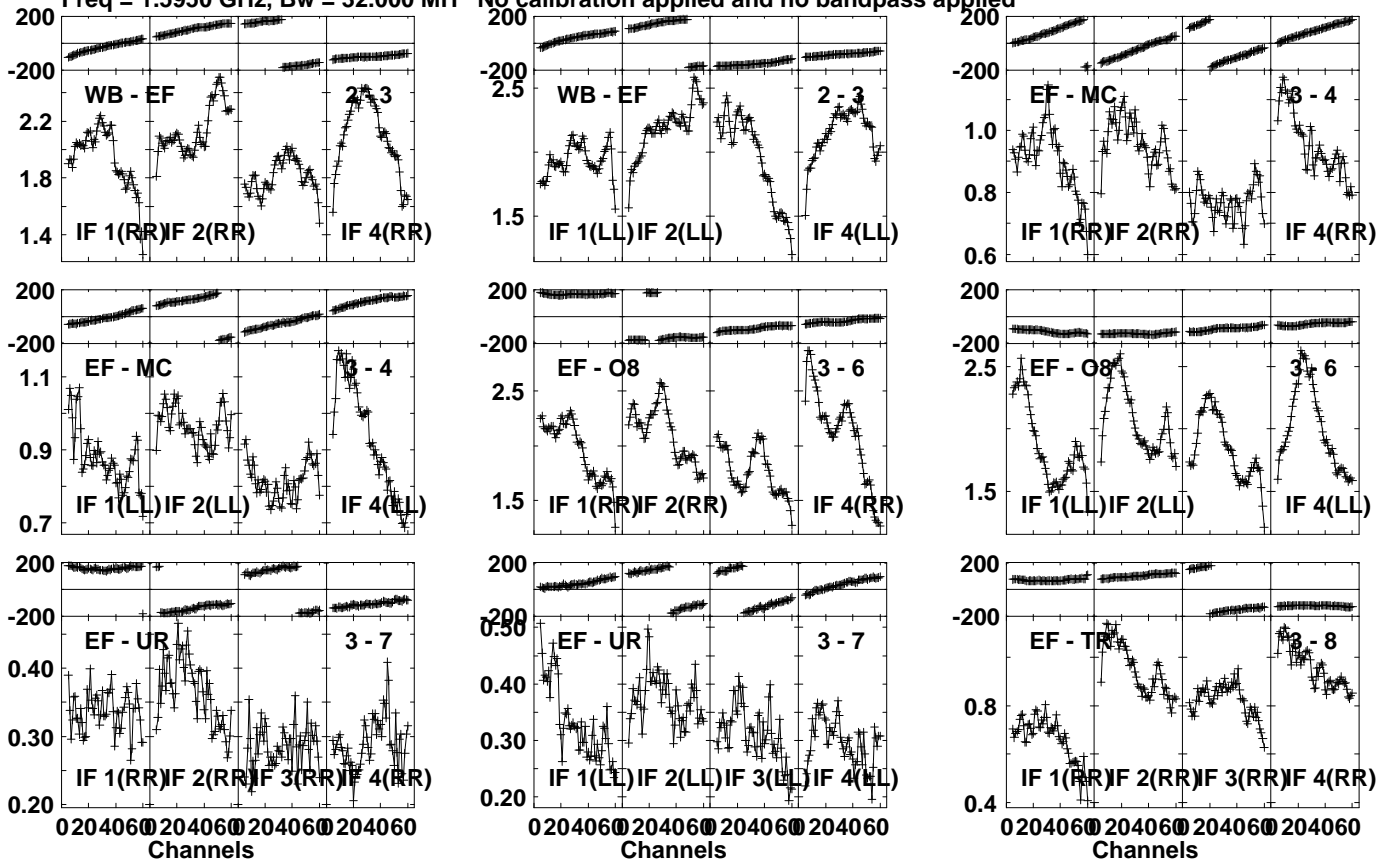 Freq = 1.5950 GHz, Bw = 32.000 MH No calibration applied and no bandpass applied
200
-200
WB - EF 2 - 3
2.2
1.8
1.4
IF 1(RR) IF 2(RR) IF 4(RR)
200
-200
2.5
WB - EF 2 - 3
1.5
IF 1(LL) IF 2(LL) IF 4(LL)
200
-200
EF - MC 3 - 4
1.0
0.8
0.6
IF 1(RR) IF 2(RR) IF 4(RR)
200
-200
EF - MC 3 - 4
1.1
0.9
0.7
IF 1(LL) IF 2(LL) IF 4(LL)
200
-200
EF - O8 3 - 6
2.5
1.5
IF 1(RR) IF 2(RR) IF 4(RR)
200
-200
EF - O8 3 - 6
2.5
1.5
IF 1(LL) IF 2(LL) IF 4(LL)
200
-200
EF - UR 3 - 7
0.40
0.30
0.20
IF 1(RR) IF 2(RR) IF 3(RR) IF 4(RR)
0 20 40 60 0 20 40 60 0 20 40 60 0 20 40 60
Channels
200
-200
0.50
EF - UR 3 - 7
0.40
0.30
0.20
IF 1(LL) IF 2(LL) IF 3(LL) IF 4(LL)
0 20 40 60 0 20 40 60 0 20 40 60 0 20 40 60
Channels
200
-200
EF - TR 3 - 8
0.8
0.4
IF 1(RR) IF 2(RR) IF 3(RR) IF 4(RR)
0 20 40 60 0 20 40 60 0 20 40 60 0 20 40 60
Channels